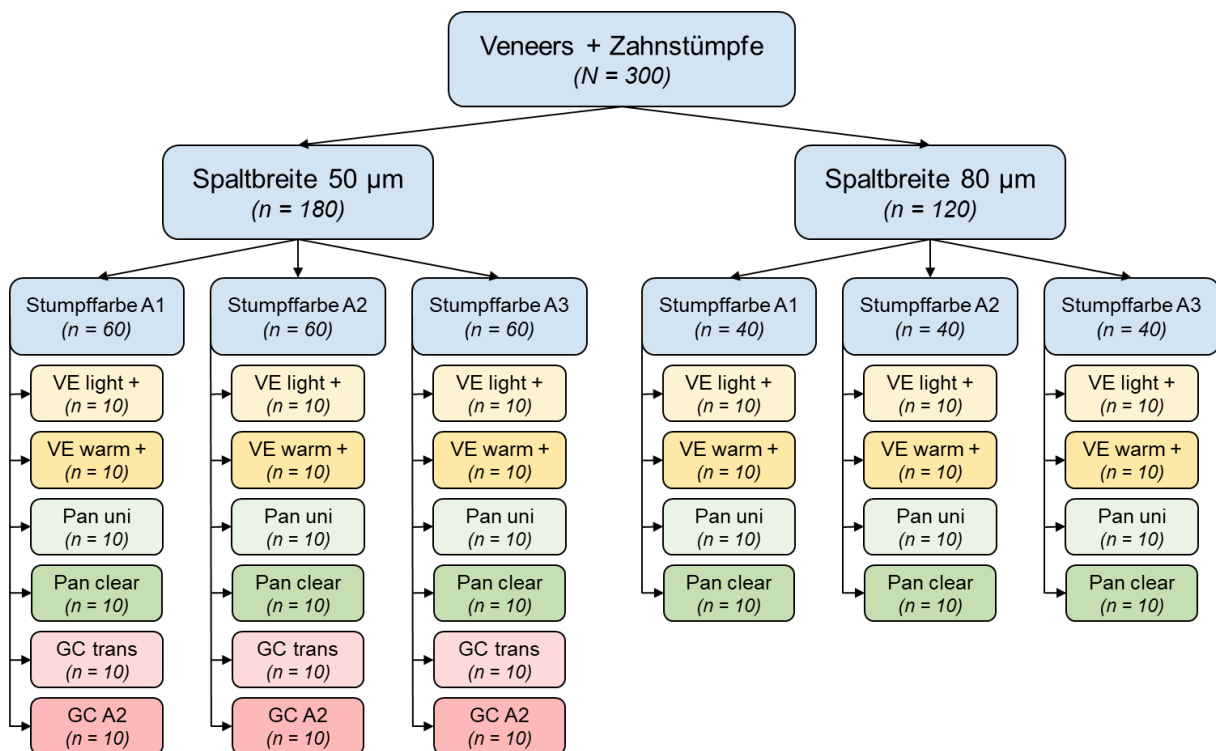 Veneers + Zahnstümpfe
(N = 300)
Spaltbreite 50 µm
(n = 180)
Spaltbreite 80 µm
(n = 120)
Stumpffarbe A1
(n = 60)
Stumpffarbe A2
(n = 60)
Stumpffarbe A3
(n = 60)
Stumpffarbe A1
(n = 40)
Stumpffarbe A2
(n = 40)
Stumpffarbe A3
(n = 40)
VE light +
(n = 10)
VE light +
(n = 10)
VE light +
(n = 10)
VE light +
(n = 10)
VE light +
(n = 10)
VE light +
(n = 10)
VE warm +
(n = 10)
VE warm +
(n = 10)
VE warm +
(n = 10)
VE warm +
(n = 10)
VE warm +
(n = 10)
VE warm +
(n = 10)
Pan uni
(n = 10)
Pan uni
(n = 10)
Pan uni
(n = 10)
Pan uni
(n = 10)
Pan uni
(n = 10)
Pan uni
(n = 10)
Pan clear
(n = 10)
Pan clear
(n = 10)
Pan clear
(n = 10)
Pan clear
(n = 10)
Pan clear
(n = 10)
Pan clear
(n = 10)
GC trans
(n = 10)
GC trans
(n = 10)
GC trans
(n = 10)
GC A2
(n = 10)
GC A2
(n = 10)
GC A2
(n = 10)